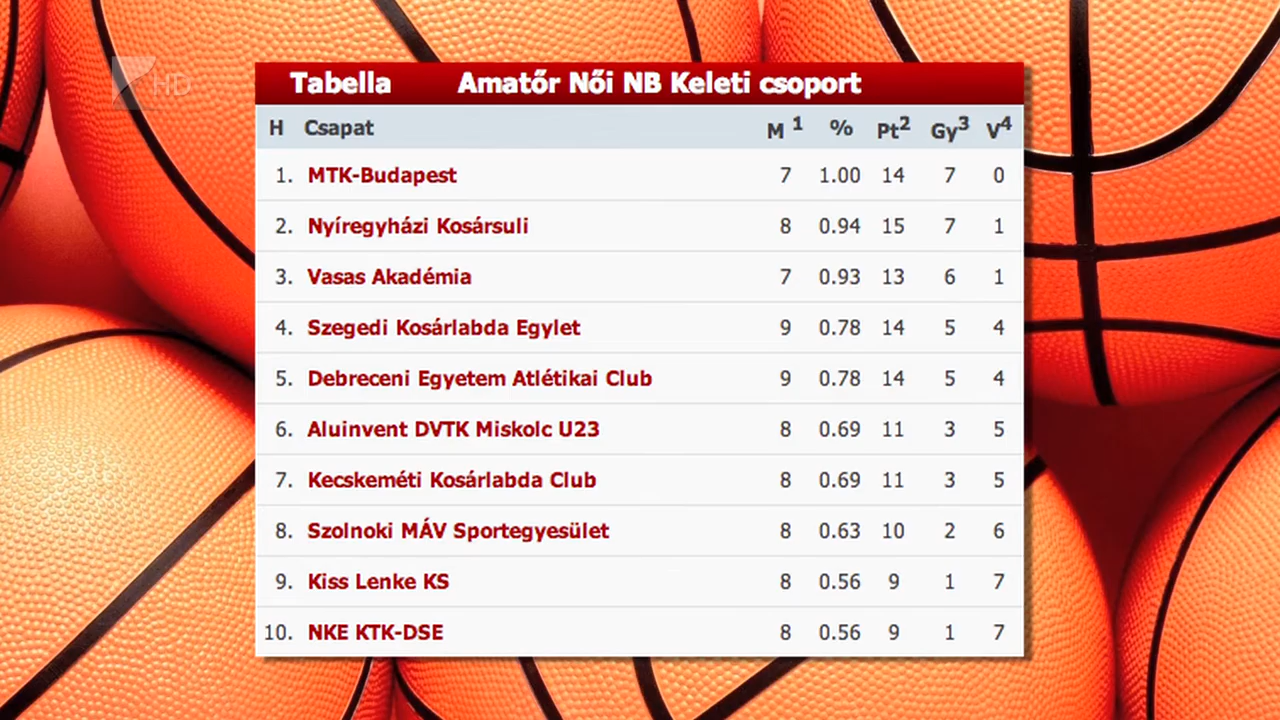 HD
Tabella Amatőr Női NB Keleti csoport
H Csapat M ¹ % Pt² Gy³ V⁴
1. MTK-Budapest 7 1.00 14 7 0
2. Nyíregyházi Kosársuli 8 0.94 15 7 1
3. Vasas Akadémia 7 0.93 13 6 1
4. Szegedi Kosárlabda Egylet 9 0.78 14 5 4
5. Debreceni Egyetem Atlétikai Club 9 0.78 14 5 4
6. Aluinvent DVTK Miskolc U23 8 0.69 11 3 5
7. Kecskeméti Kosárlabda Club 8 0.69 11 3 5
8. Szolnoki MÁV Sportegyesület 8 0.63 10 2 6
9. Kiss Lenke KS 8 0.56 9 1 7
10. NKE KTK-DSE 8 0.56 9 1 7